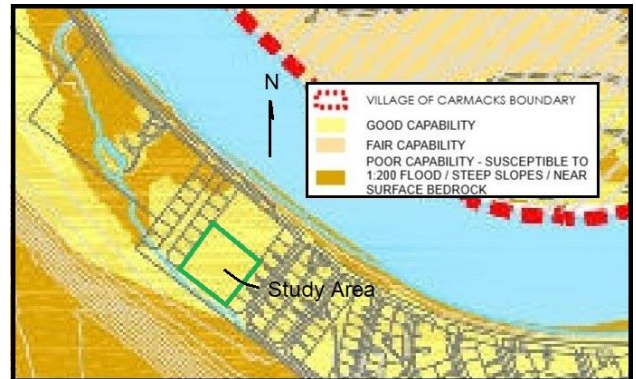 N
VILLAGE OF CARMACKS BOUNDARY
GOOD CAPABILITY
FAIR CAPABILITY
POOR CAPABILITY - SUSCEPTIBLE TO
1:200 FLOOD / STEEP SLOPES / NEAR
SURFACE BEDROCK
Study Area